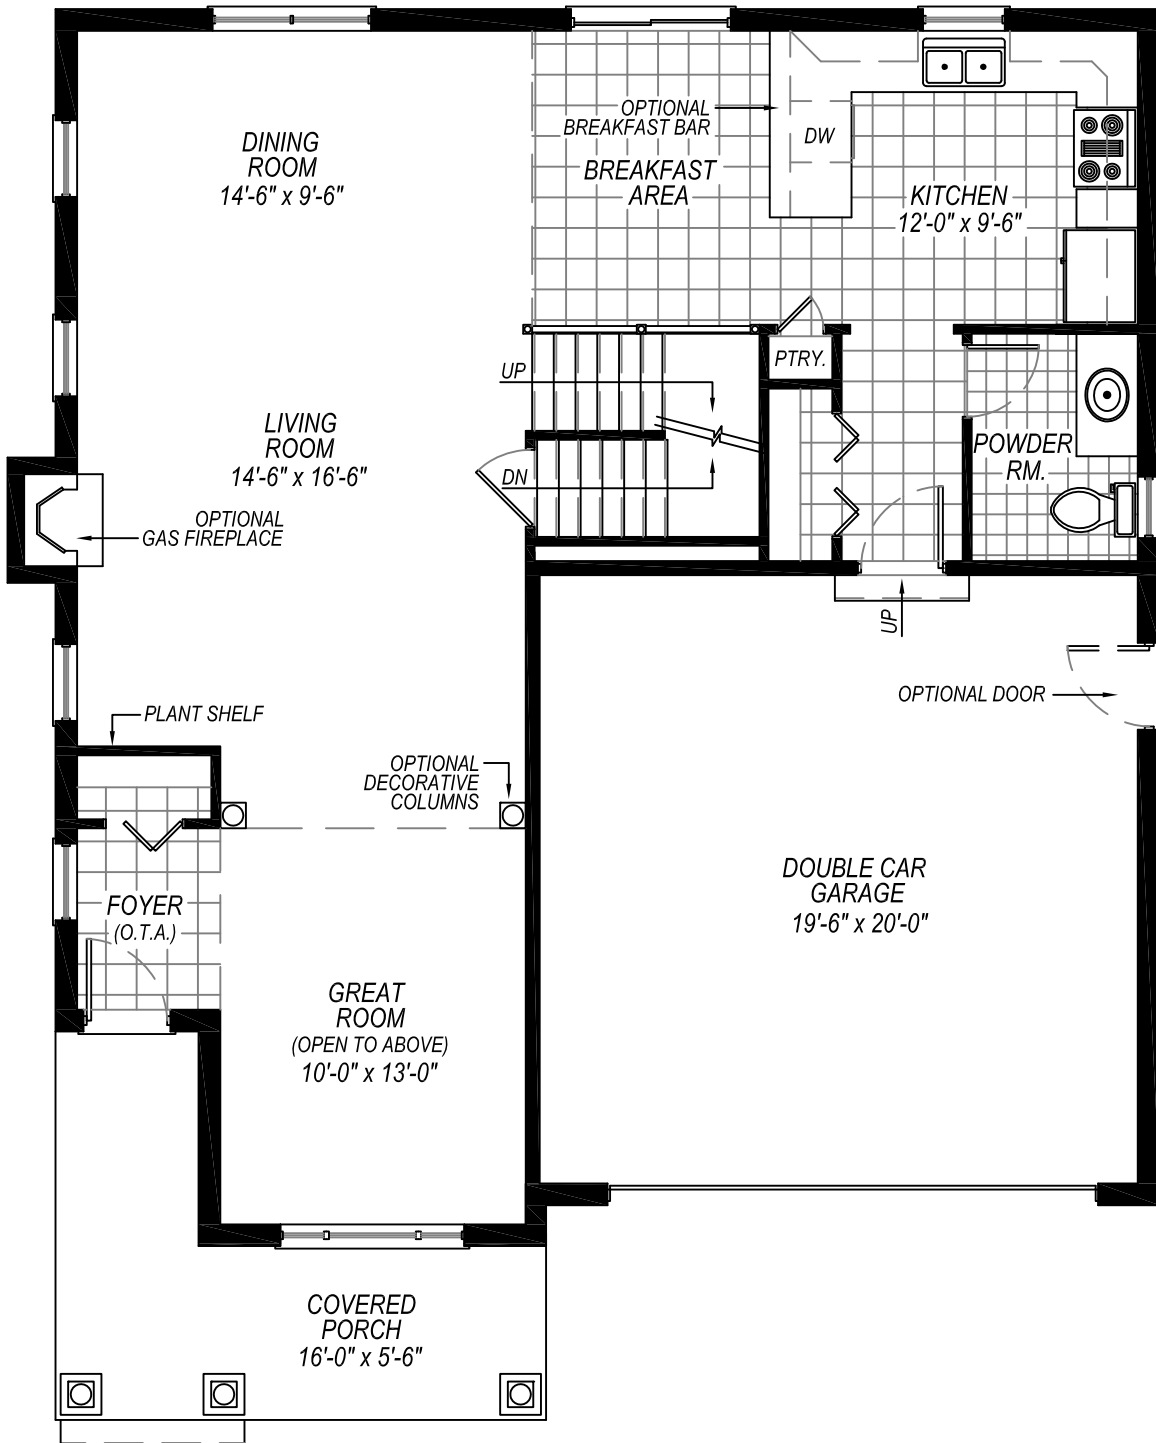 DINING
ROOM
14'-6" x 9'-6"
OPTIONAL
BREAKFAST BAR
DW
BREAKFAST
AREA
KITCHEN
12'-0" x 9'-6"
PTRY.
UP
LIVING
ROOM
14'-6" x 16'-6"
DN
POWDER
RM.
OPTIONAL
GAS FIREPLACE
UP
OPTIONAL DOOR
PLANT SHELF
OPTIONAL
DECORATIVE
COLUMNS
DOUBLE CAR
GARAGE
19'-6" x 20'-0"
FOYER
(O.T.A.)
GREAT
ROOM
(OPEN TO ABOVE)
10'-0" x 13'-0"
COVERED
PORCH
16'-0" x 5'-6"